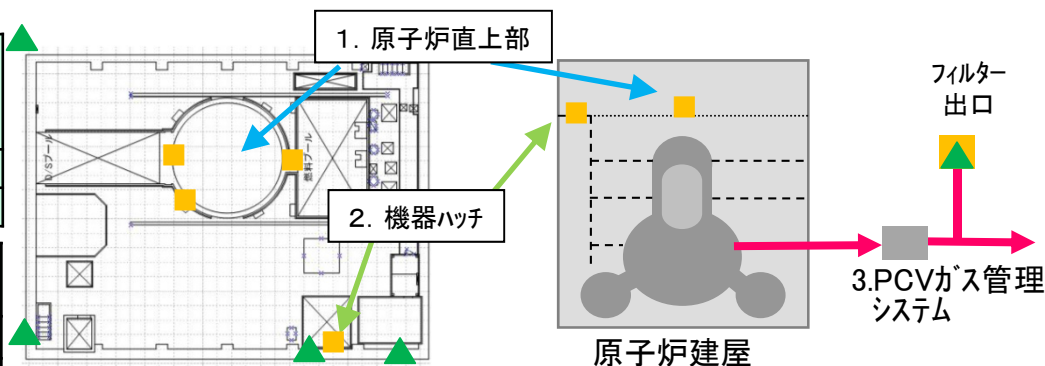 1．原子炉直上部
D/Sプール
燃料プール
2．機器ハッチ
フィルター
出口
3.PCVガス管理
システム
原子炉建屋